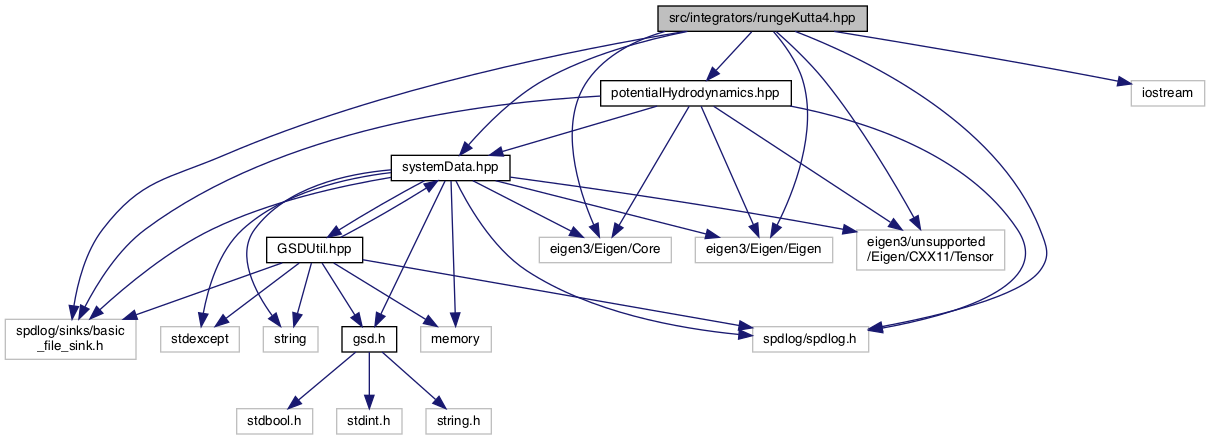 src/integrators/rungeKutta4.hpp
potentialHydrodynamics.hpp
iostream
systemData.hpp
GSDUtil.hpp
eigen3/Eigen/Core
eigen3/Eigen/Eigen
eigen3/unsupported
/Eigen/CXX11/Tensor
spdlog/sinks/basic
_file_sink.h
stdexcept
string
gsd.h
memory
spdlog/spdlog.h
stdbool.h
stdint.h
string.h